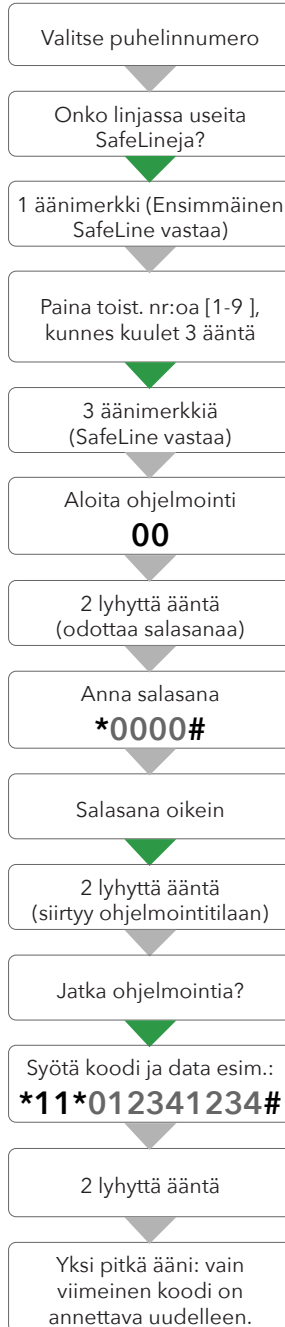 Valitse puhelinnumero
Onko linjassa useita
SafeLineja?
1 äänimerkki (Ensimmäinen
SafeLine vastaa)
Paina toist. nr:oa [1-9 ],
kunnes kuulet 3 ääntä
3 äänimerkkiä
(SafeLine vastaa)
Aloita ohjelmointi
00
2 lyhyttä ääntä
(odottaa salasanaa)
Anna salasana
*0000#
Salasana oikein
2 lyhyttä ääntä
(siirtyy ohjelmointitilaan)
Jatka ohjelmointia?
Syötä koodi ja data esim.:
*11*012341234#
2 lyhyttä ääntä
Yksi pitkä ääni: vain
viimeinen koodi on
annettava uudelleen.